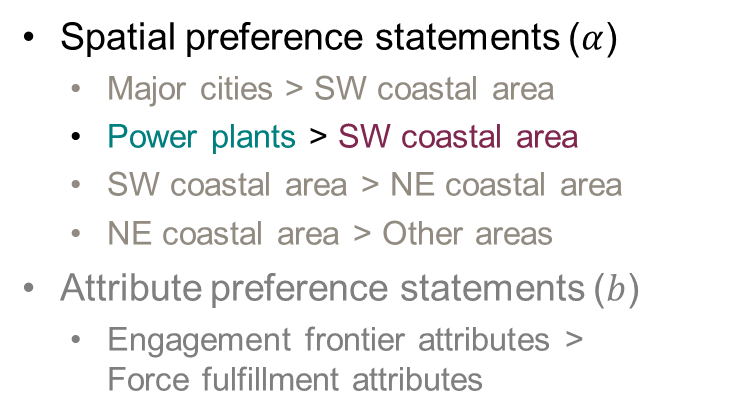 • Spatial preference statements (α)
• Major cities > SW coastal area
• Power plants > SW coastal area
• SW coastal area > NE coastal area
• NE coastal area > Other areas
• Attribute preference statements (b)
• Engagement frontier attributes >
Force fulfillment attributes